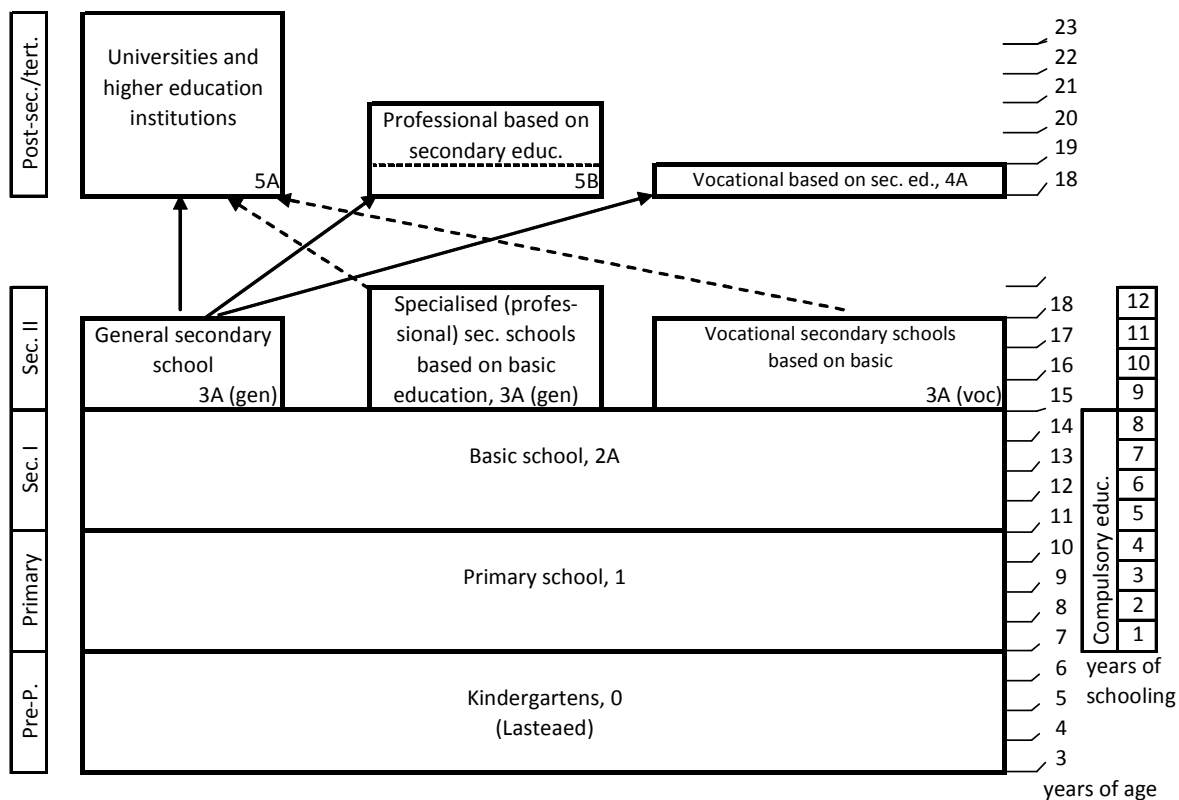 Post-sec./tert.
Universities and
higher education
institutions
5A
Professional based on
secondary educ.
5B
Vocational based on sec. ed., 4A
23
22
21
20
19
18
Sec. II
General secondary
school
3A (gen)
Specialised (profes-
sional) sec. schools
based on basic
education, 3A (gen)
Vocational secondary schools
based on basic
3A (voc)
18
17
16
15
12
11
10
9
Sec. I
Basic school, 2A
14
13
12
11
Primary
Primary school, 1
10
9
8
7
Compulsory educ.
8
7
6
5
4
3
2
1
years of
schooling
Pre-P.
Kindergartens, 0
(Lasteaed)
6
5
4
3
years of age